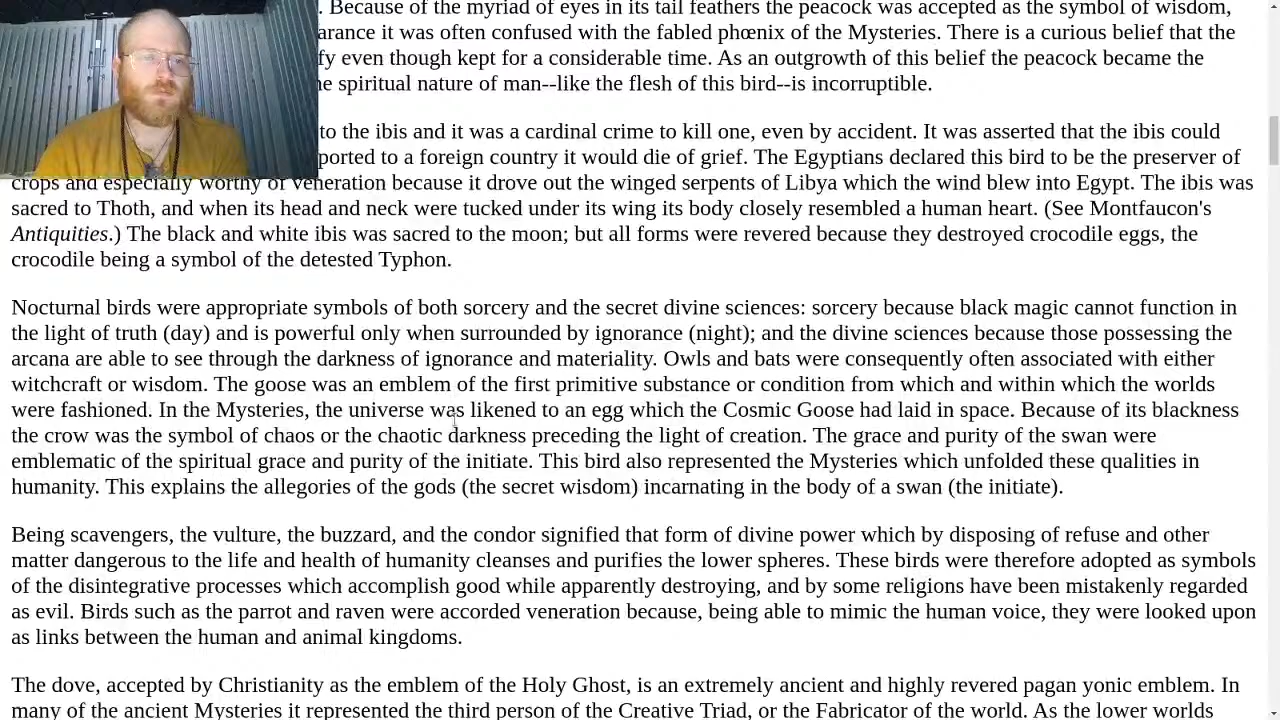 . Because of the myriad of eyes in its tail feathers the peacock was accepted as the symbol of wisdom,
arance it was often confused with the fabled phœnix of the Mysteries. There is a curious belief that the
fy even though kept for a considerable time. As an outgrowth of this belief the peacock became the
e spiritual nature of man--like the flesh of this bird--is incorruptible.
to the ibis and it was a cardinal crime to kill one, even by accident. It was asserted that the ibis could
ported to a foreign country it would die of grief. The Egyptians declared this bird to be the preserver of
crops and especially worthy of veneration because it drove out the winged serpents of Libya which the wind blew into Egypt. The ibis was
sacred to Thoth, and when its head and neck were tucked under its wing its body closely resembled a human heart. (See Montfaucon's
Antiquities.) The black and white ibis was sacred to the moon; but all forms were revered because they destroyed crocodile eggs, the
crocodile being a symbol of the detested Typhon.
Nocturnal birds were appropriate symbols of both sorcery and the secret divine sciences: sorcery because black magic cannot function in
the light of truth (day) and is powerful only when surrounded by ignorance (night); and the divine sciences because those possessing the
arcana are able to see through the darkness of ignorance and materiality. Owls and bats were consequently often associated with either
witchcraft or wisdom. The goose was an emblem of the first primitive substance or condition from which and within which the worlds
were fashioned. In the Mysteries, the universe was likened to an egg which the Cosmic Goose had laid in space. Because of its blackness
the crow was the symbol of chaos or the chaotic darkness preceding the light of creation. The grace and purity of the swan were
emblematic of the spiritual grace and purity of the initiate. This bird also represented the Mysteries which unfolded these qualities in
humanity. This explains the allegories of the gods (the secret wisdom) incarnating in the body of a swan (the initiate).
Being scavengers, the vulture, the buzzard, and the condor signified that form of divine power which by disposing of refuse and other
matter dangerous to the life and health of humanity cleanses and purifies the lower spheres. These birds were therefore adopted as symbols
of the disintegrative processes which accomplish good while apparently destroying, and by some religions have been mistakenly regarded
as evil. Birds such as the parrot and raven were accorded veneration because, being able to mimic the human voice, they were looked upon
as links between the human and animal kingdoms.
The dove, accepted by Christianity as the emblem of the Holy Ghost, is an extremely ancient and highly revered pagan yonic emblem. In
many of the ancient Mysteries it represented the third person of the Creative Triad, or the Fabricator of the world. As the lower worlds